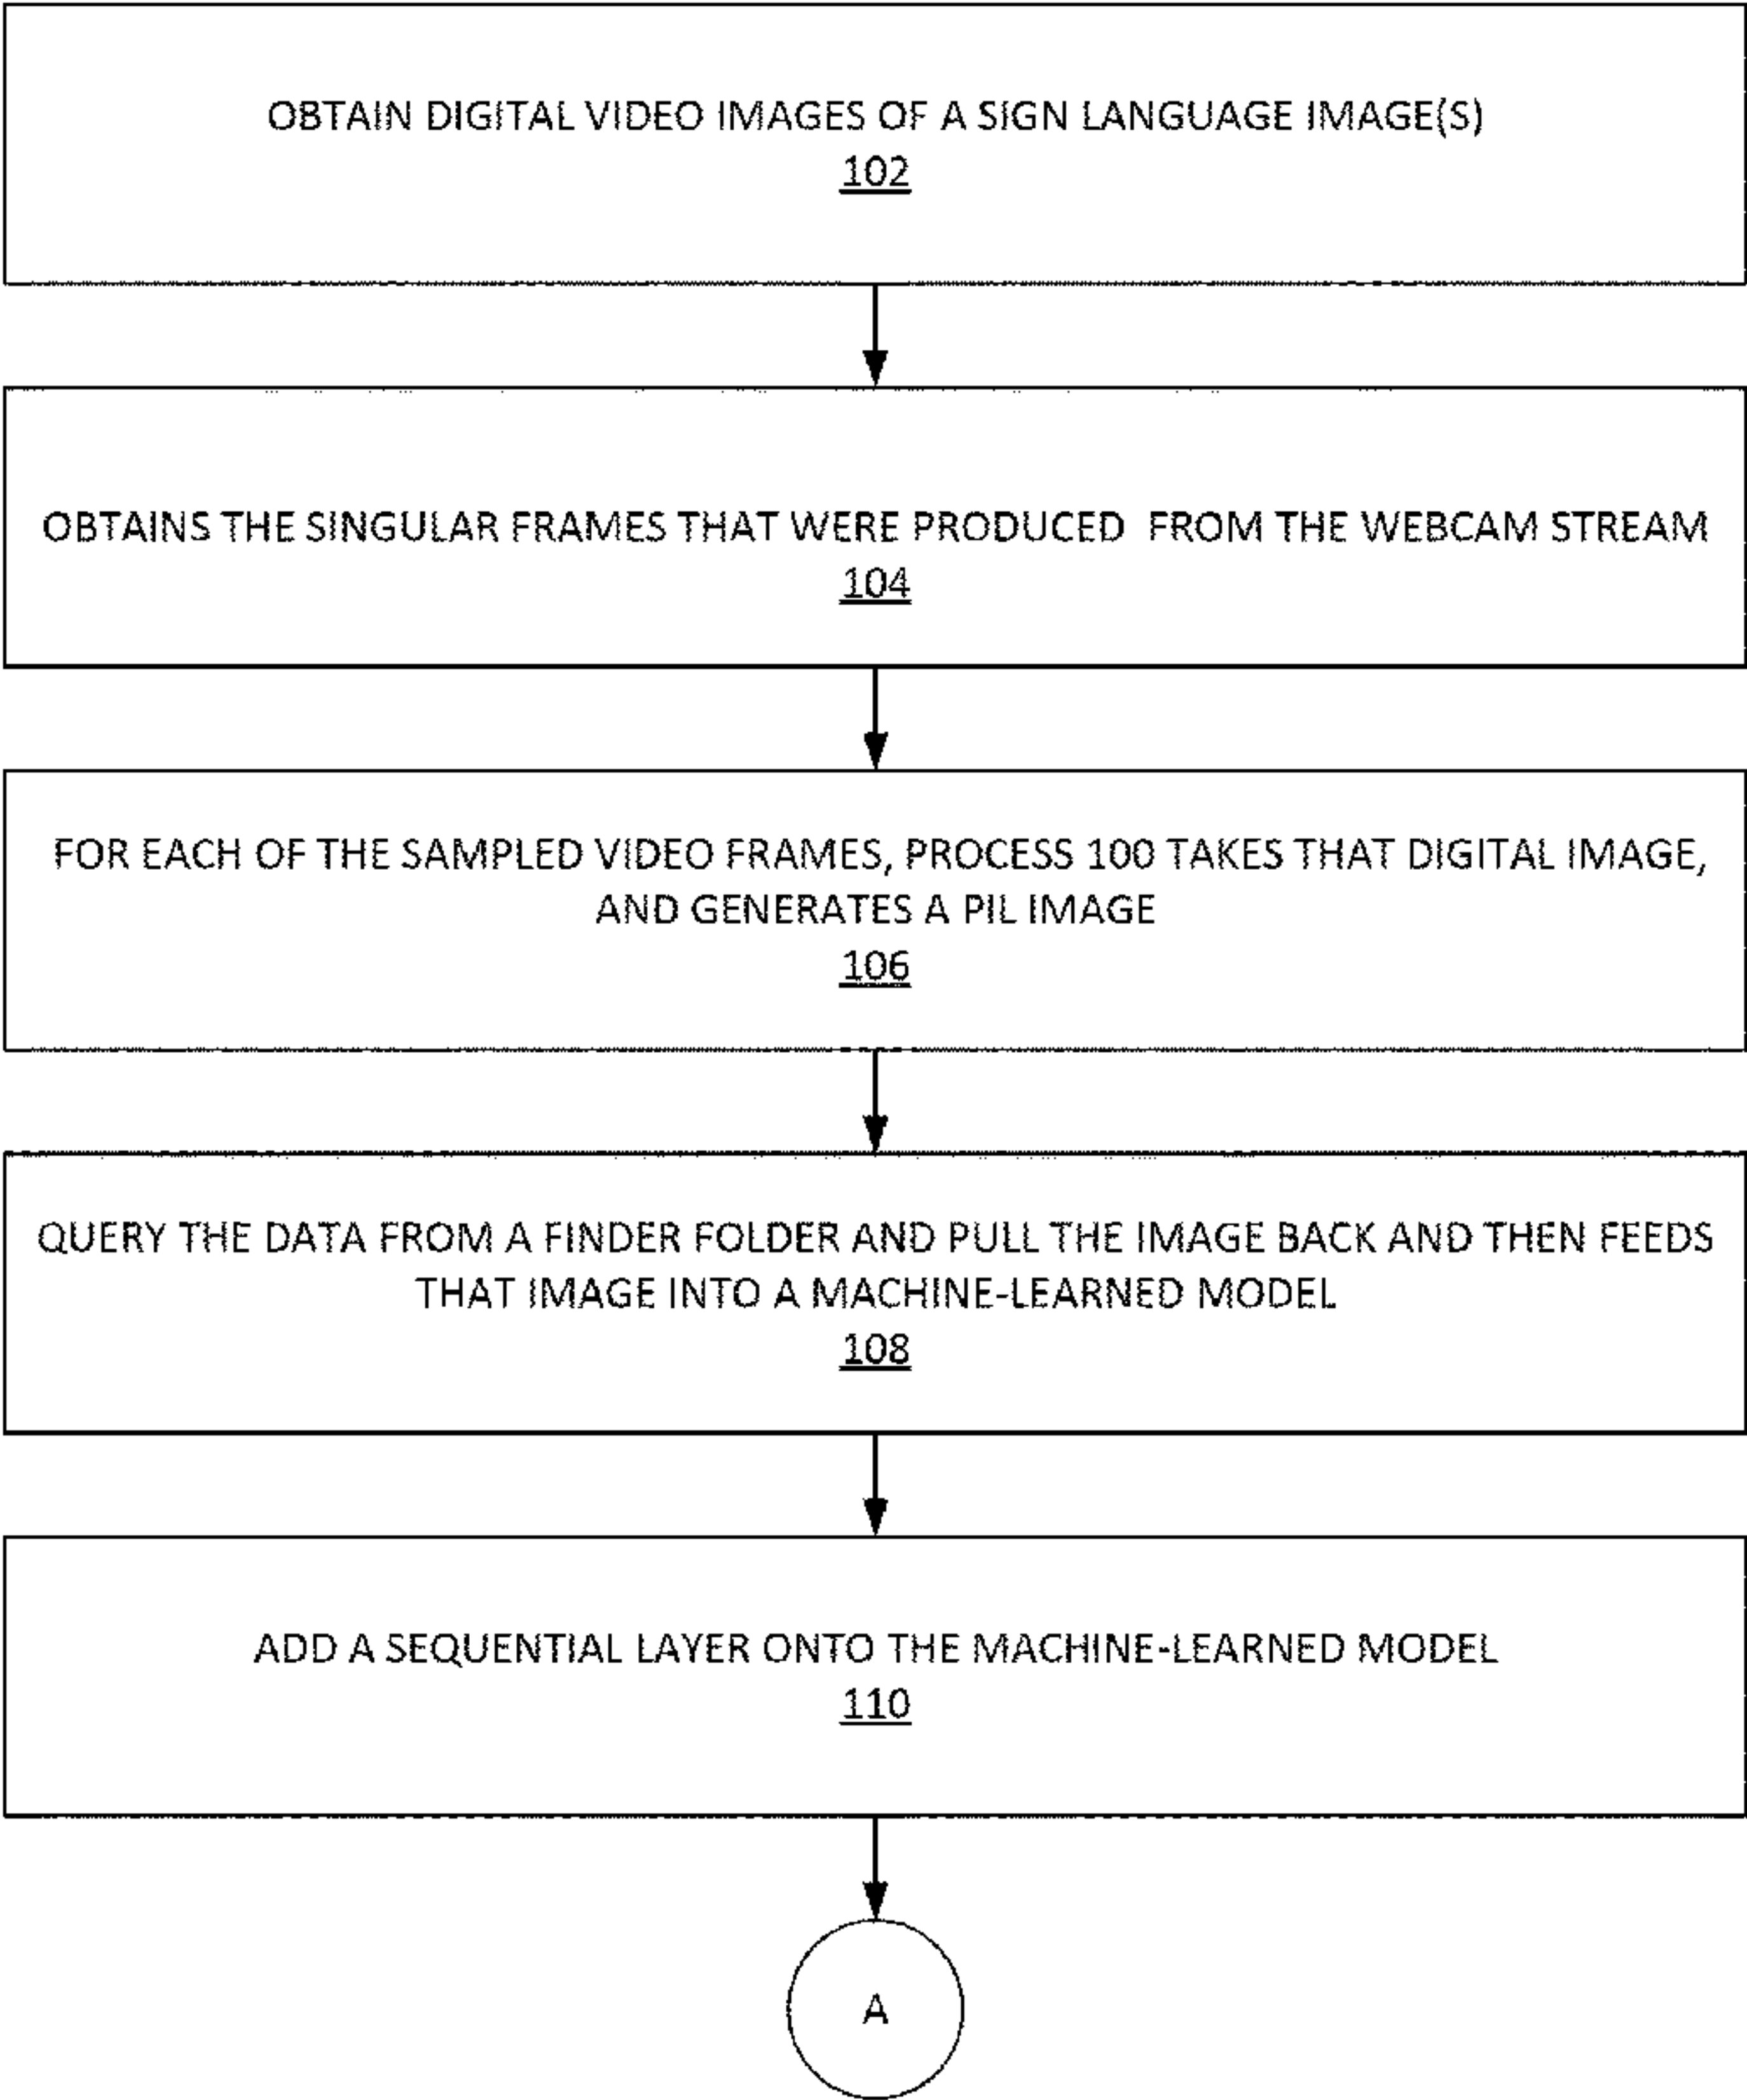 OBTAIN DIGITAL VIDEO IMAGES OF A SIGN LANGUAGE IMAGE(S)
102
OBTAINS THE SINGULAR FRAMES THAT WERE PRODUCED FROM THE WEBCAM STREAM
104
FOR EACH OF THE SAMPLED VIDEO FRAMES, PROCESS 100 TAKES THAT DIGITAL IMAGE,
AND GENERATES A PIL IMAGE
106
QUERY THE DATA FROM A FINDER FOLDER AND PULL THE IMAGE BACK AND THEN FEEDS
THAT IMAGE INTO A MACHINE-LEARNED MODEL
108
ADD A SEQUENTIAL LAYER ONTO THE MACHINE-LEARNED MODEL
110
A